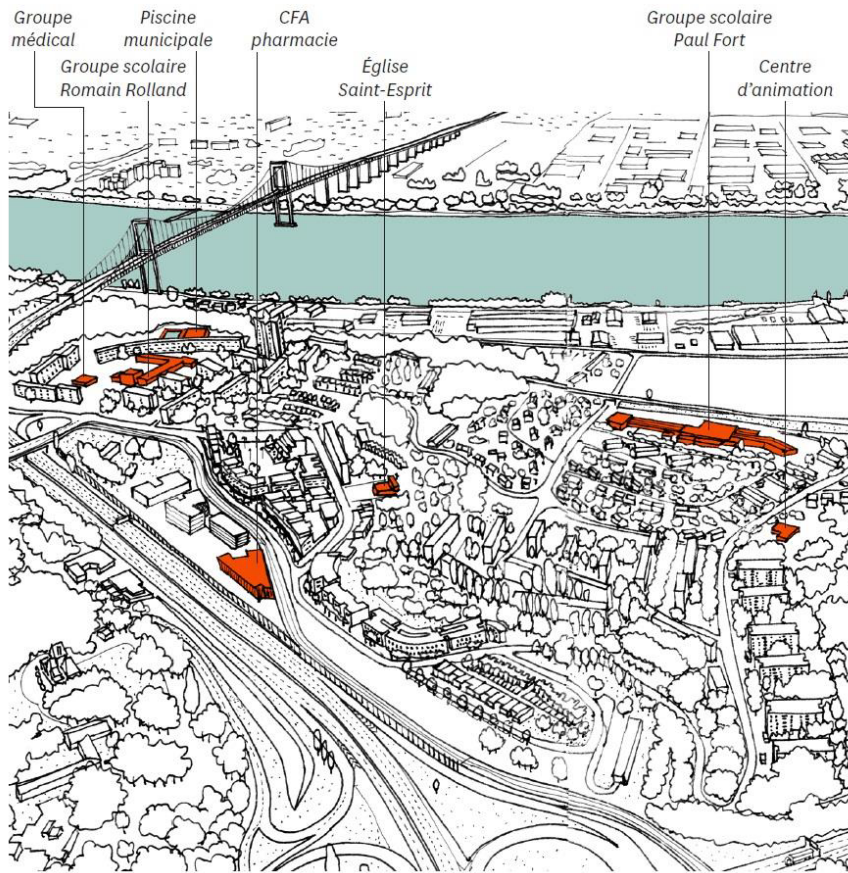 Groupe
médical
Piscine
municipale
CFA
pharmacie
Groupe scolaire
Paul Fort
Groupe scolaire
Romain Rolland
Église
Saint-Esprit
Centre
d'animation